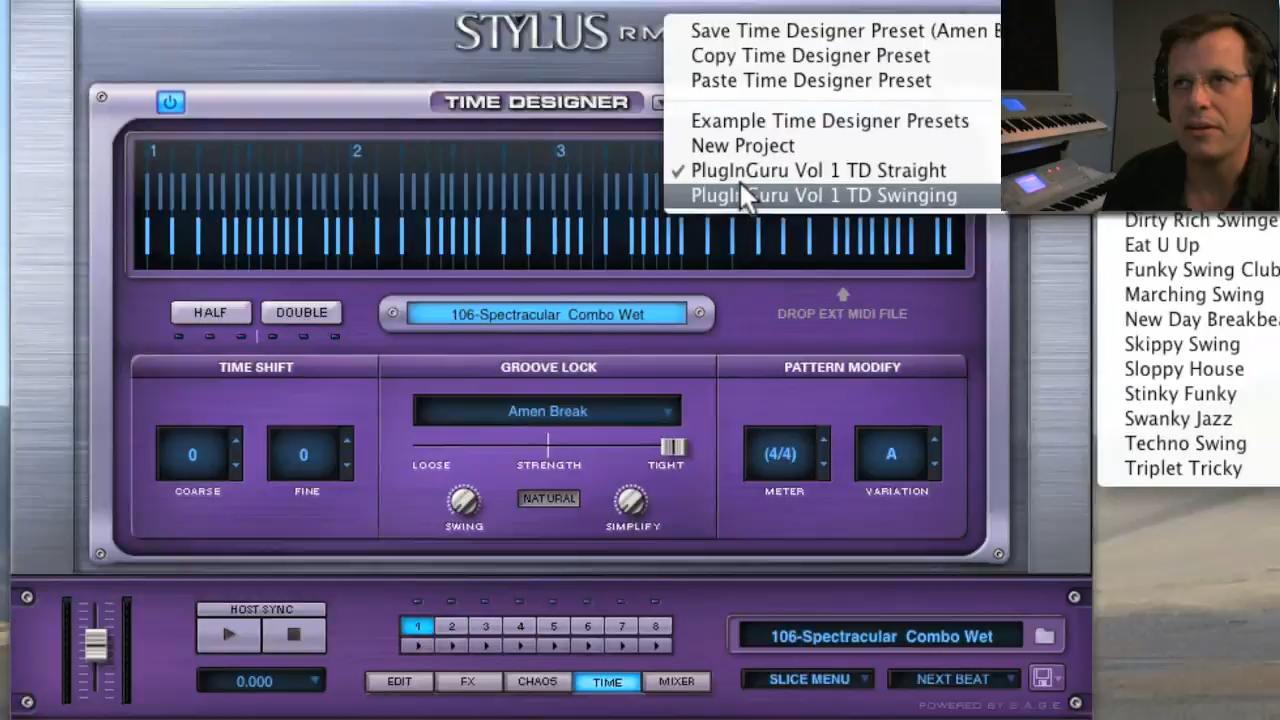 STYLUS RM
Save Time Designer Preset (Amen B
Copy Time Designer Preset
Paste Time Designer Preset
Example Time Designer Presets
New Project
PlugInGuru Vol 1 TD Straight
PlugInGuru Vol 1 TD Swinging
Dirty Rich Swinge
Eat U Up
Funky Swing Club
Marching Swing
New Day Breakbea
Skippy Swing
Sloppy House
Stinky Funky
Swanky Jazz
Techno Swing
Triplet Tricky
TIME DESIGNER
1 2 3
HALF DOUBLE
106-Spectracular Combo Wet
DROP EXT MIDI FILE
TIME SHIFT
0 0
COARSE FINE
GROOVE LOCK
Amen Break
LOOSE STRENGTH TIGHT
NATURAL
SWING SIMPLIFY
PATTERN MODIFY
(4/4) A
METER VARIATION
HOST SYNC
0.000
1 2 3 4 5 6 7 8
EDIT FX CHAOS TIME MIXER
106-Spectracular Combo Wet
SLICE MENU NEXT BEAT
POWERED BY S.A.G.E.